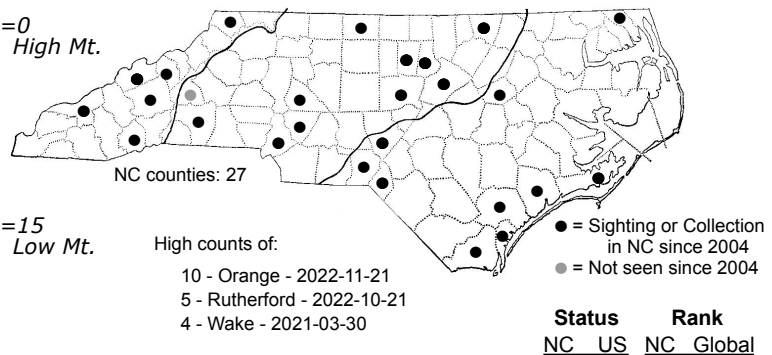 =0
High Mt.
NC counties: 27
=15
Low Mt.
High counts of:
10 - Orange - 2022-11-21
5 - Rutherford - 2022-10-21
4 - Wake - 2021-03-30
● = Sighting or Collection
in NC since 2004
● = Not seen since 2004
Status Rank
NC US NC Global